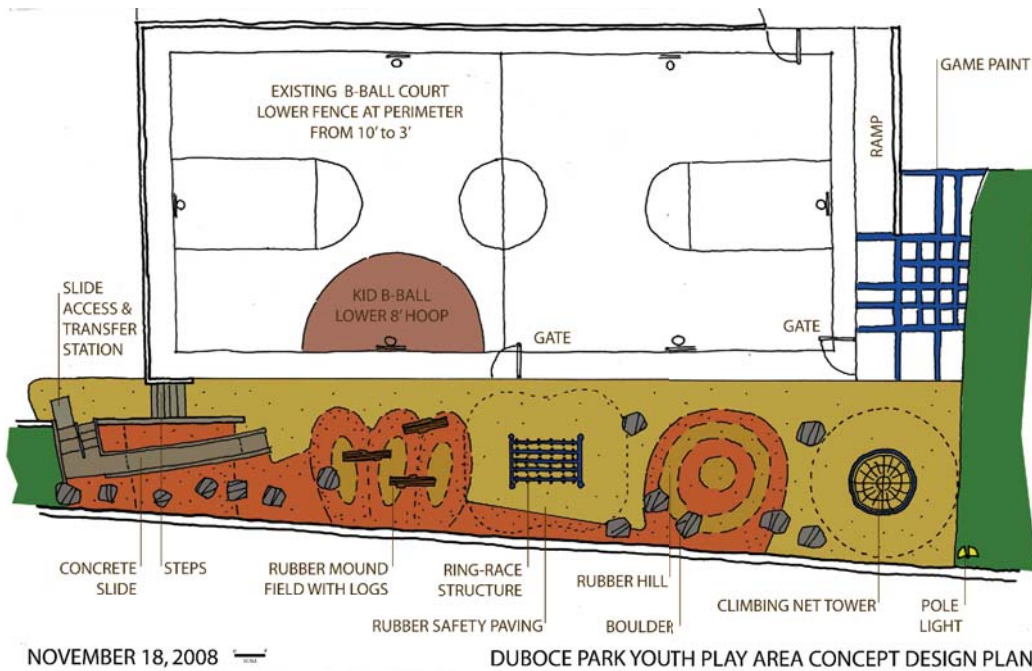 EXISTING B-BALL COURT
LOWER FENCE AT PERIMETER
FROM 10' to 3'
GAME PAINT
RAMP
SLIDE
ACCESS &
TRANSFER
STATION
KID B-BALL
LOWER 8' HOOP
GATE
GATE
CONCRETE
SLIDE
STEPS
RUBBER MOUND
FIELD WITH LOGS
RING-RACE
STRUCTURE
RUBBER HILL
RUBBER SAFETY PAVING
BOULDER
CLIMBING NET TOWER
POLE
LIGHT
NOVEMBER 18, 2008
SCALE
DUBOCE PARK YOUTH PLAY AREA CONCEPT DESIGN PLAN